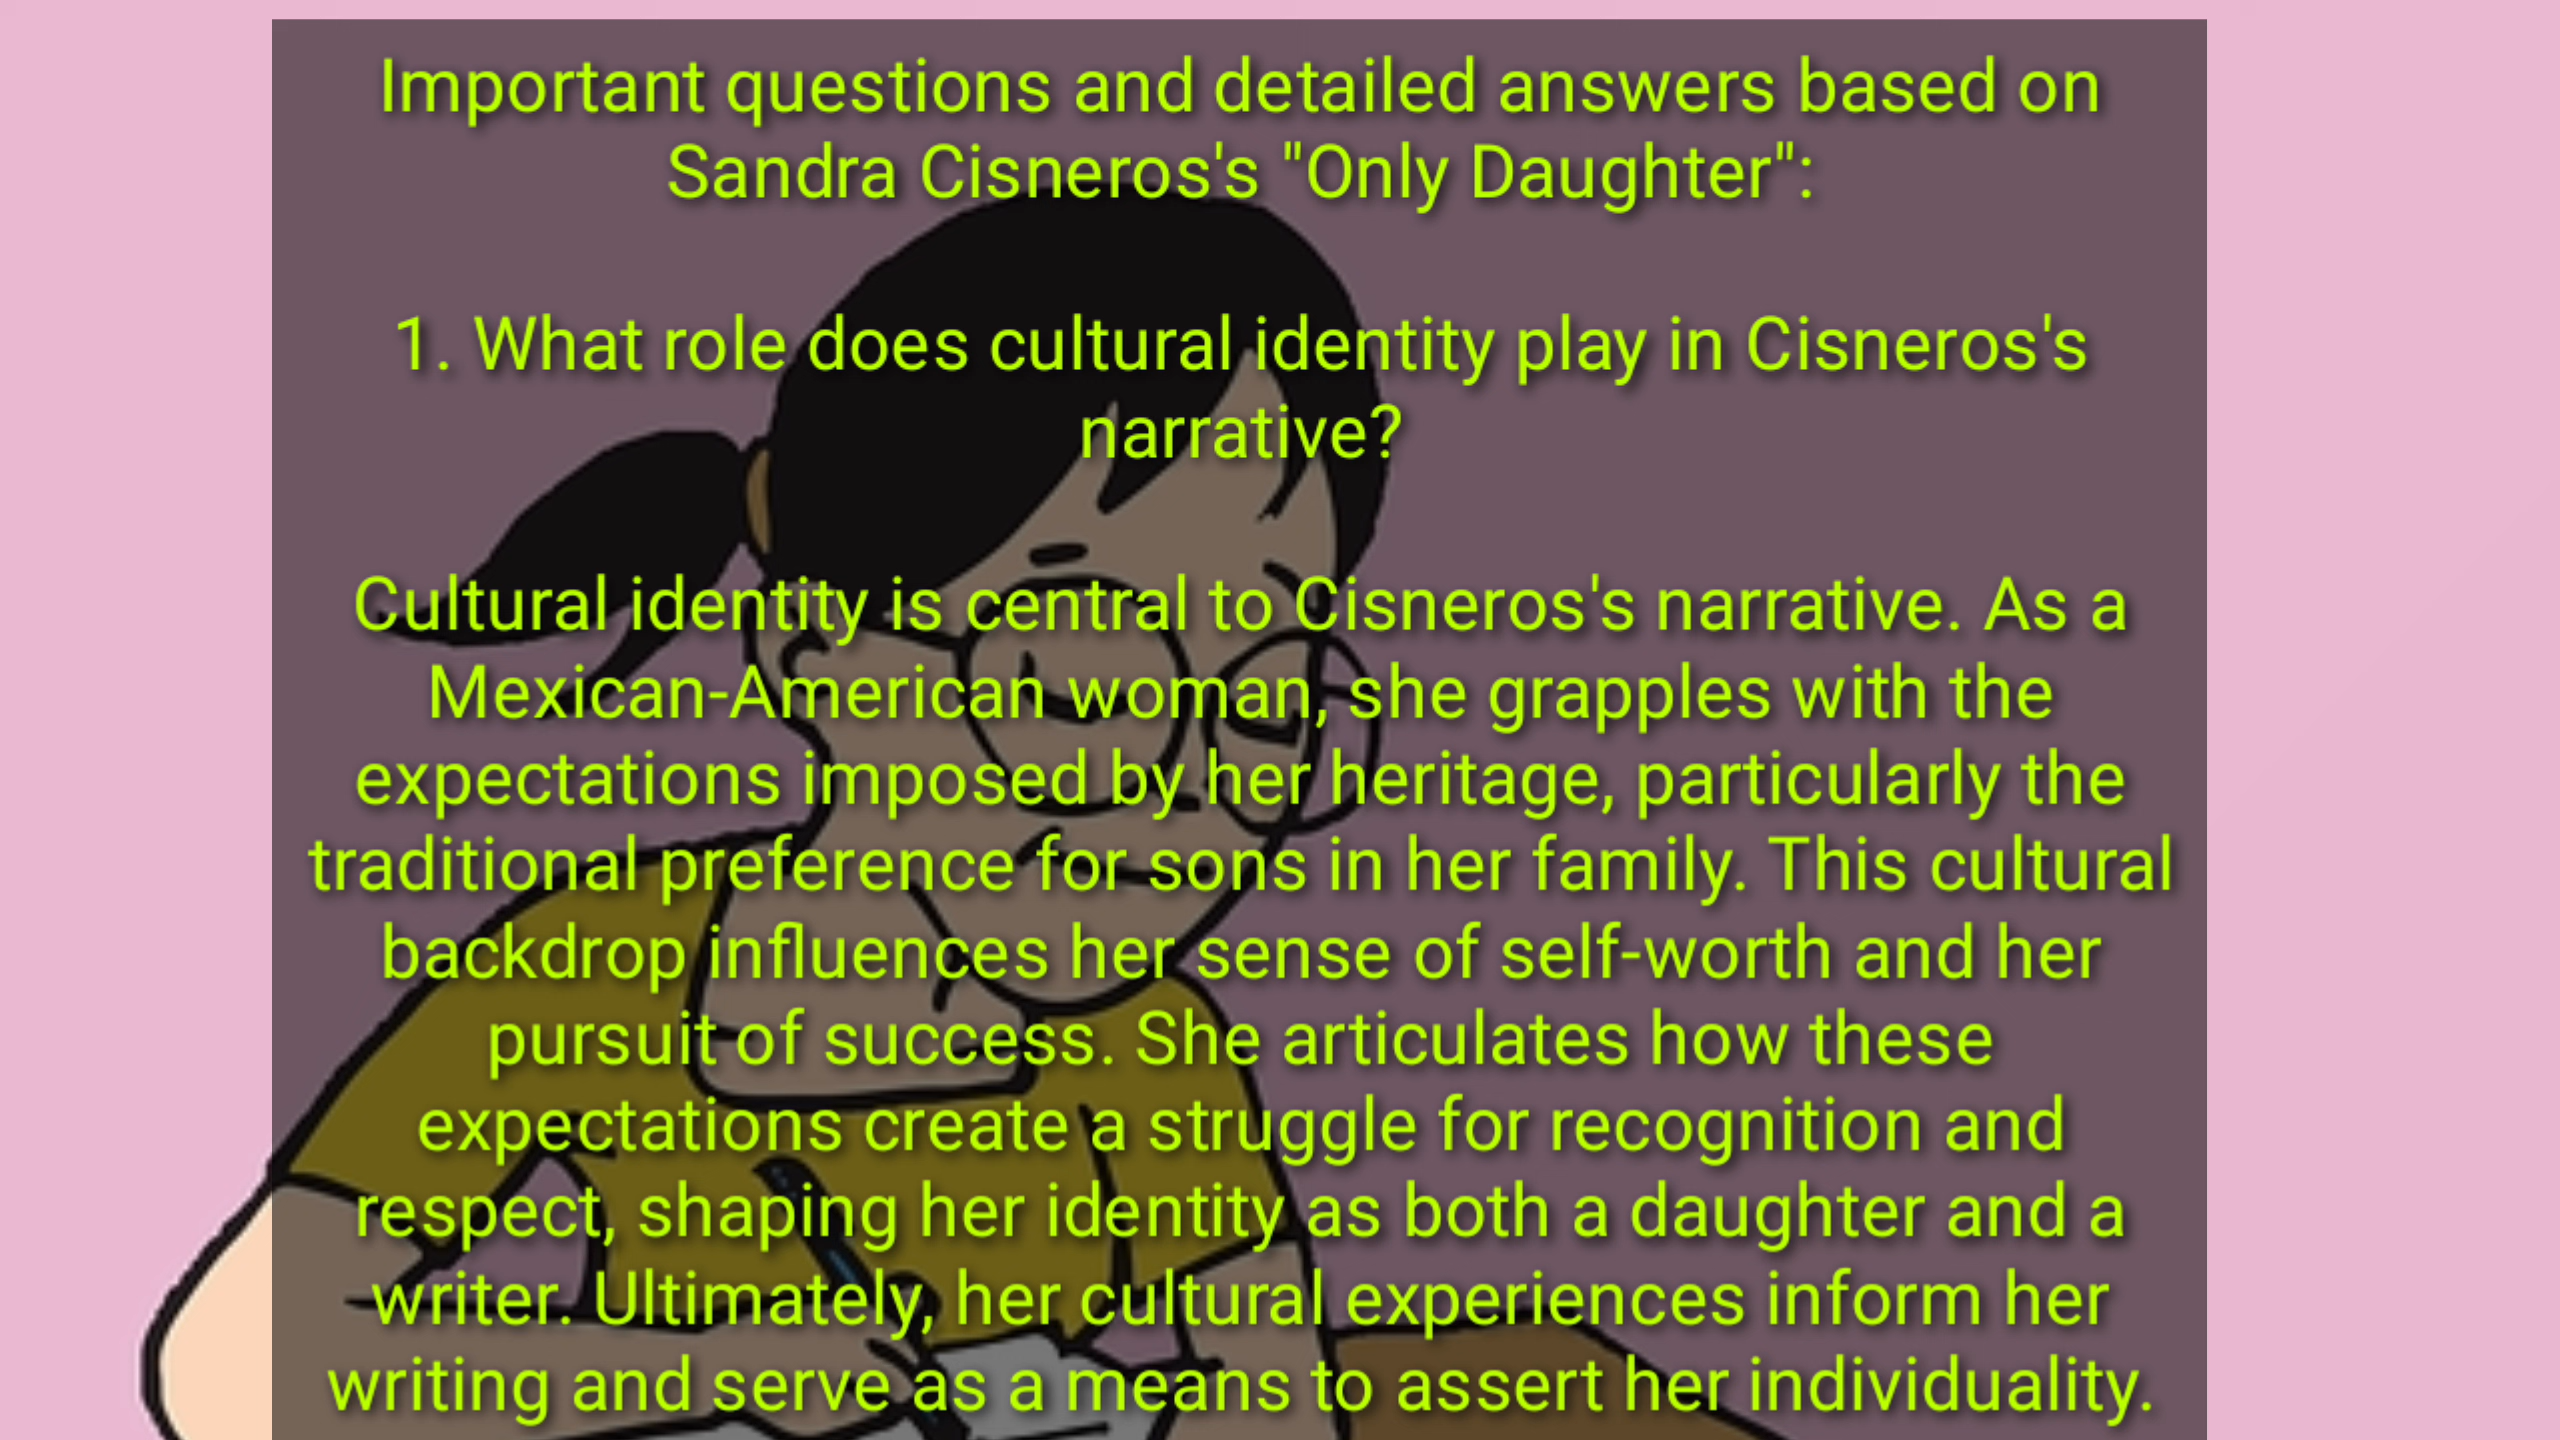 Important questions and detailed answers based on
Sandra Cisneros's "Only Daughter":
1. What role does cultural identity play in Cisneros's
narrative?
Cultural identity is central to Cisneros's narrative. As a
Mexican-American woman, she grapples with the
expectations imposed by her heritage, particularly the
traditional preference for sons in her family. This cultural
backdrop influences her sense of self-worth and her
pursuit of success. She articulates how these
expectations create a struggle for recognition and
respect, shaping her identity as both a daughter and a
writer. Ultimately, her cultural experiences inform her
writing and serve as a means to assert her individuality.